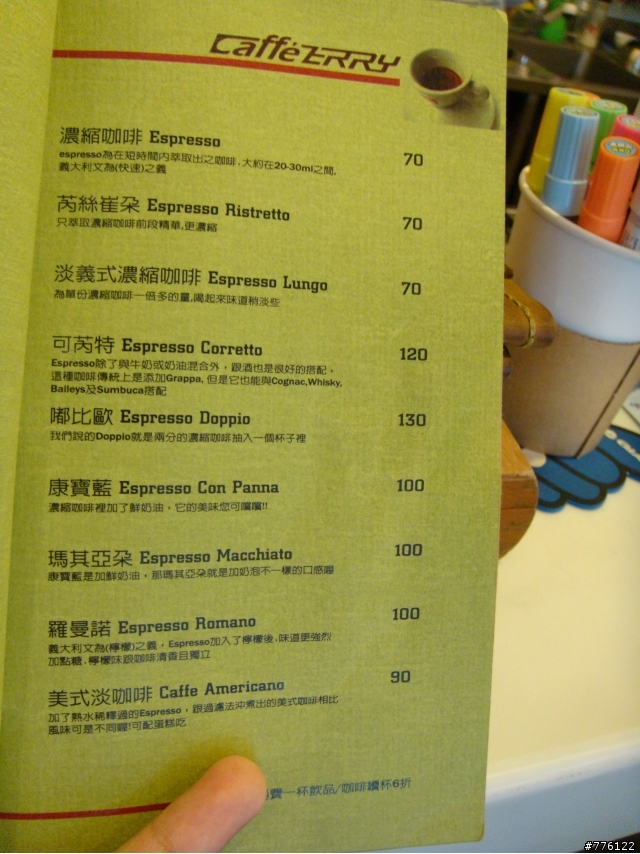 Caffé ZERRY
濃縮咖啡 Espresso 70
espresso為在短時間內萃取出之咖啡，大約在20-30ml之間，
義大利文為(快速)之義
芮絲崔朵 Espresso Ristretto 70
只萃取濃縮咖啡前段精華,更濃縮
淡義式濃縮咖啡 Espresso Lungo 70
為單份濃縮咖啡一倍多的量,喝起來味道稍淡些
可芮特 Espresso Corretto 120
Espresso除了與牛奶或奶油混合外，跟酒也是很好的搭配，
這種咖啡傳統上是添加Grappa, 但是它也能與Cognac,Whisky,
Baileys及Sumbuca搭配
嘟比歐 Espresso Doppio 130
我們說的Doppio就是兩分的濃縮咖啡抽入一個杯子裡
康寶藍 Espresso Con Panna 100
濃縮咖啡裡加了鮮奶油，它的美味您可嚐嚐!!
瑪其亞朵 Espresso Macchiato 100
康寶藍是加鮮奶油，那瑪其亞朵就是加奶泡不一樣的口感喔
羅曼諾 Espresso Romano 100
義大利文為(檸檬)之義，Espresso加入了檸檬後,味道更強烈
加點糖,檸檬味跟咖啡清香且獨立
美式淡咖啡 Caffe Americano 90
加了熱水稀釋過的Espresso，跟過濾法沖煮出的美式咖啡相比
風味可是不同喔!可配蛋糕吃
費一杯飲品/咖啡續杯6折
#776122